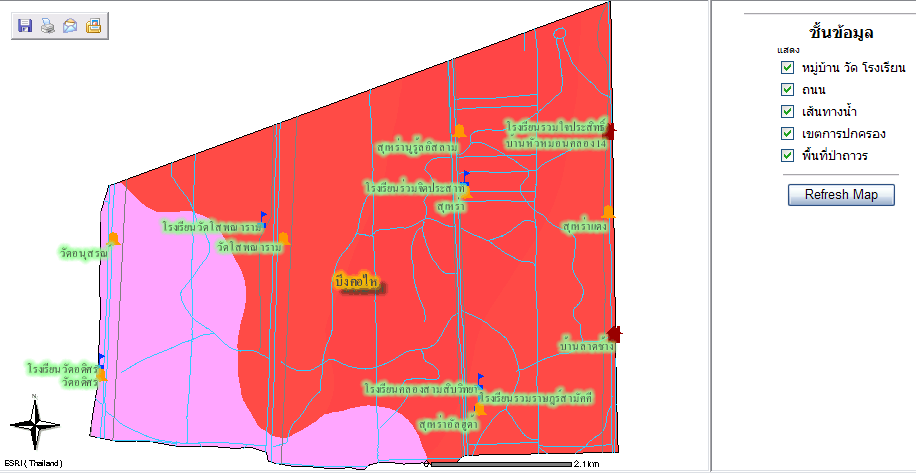 ชั้นข้อมูล
แสดง
หมู่บ้าน วัด โรงเรียน
ถนน
เส้นทางน้ำ
เขตการปกครอง
พื้นที่ป่าถาวร
Refresh Map
โรงเรียนรวมใจประสิทธิ์
บ้านหัวหมอนคลอง14
สุเหร่านูรู้ลอิสลาม
โรงเรียนร่วมจิตประสาท
สุเหร่า
โรงเรียนวัดโสพณาราม
วัดโสพณาราม
สุเหร่าแดง
วัดอนุสรณ์
บึงคอไห
บ้านลาดช้าง
โรงเรียนวัดอดิศร
วัดอดิศร
โรงเรียนคลองสามสิบวิทยา
โรงเรียนรวมราษฎร์สามัคคี
สุเหร่าอัลฮูดา
N
ESRI ( Thailand )
0 2.1km